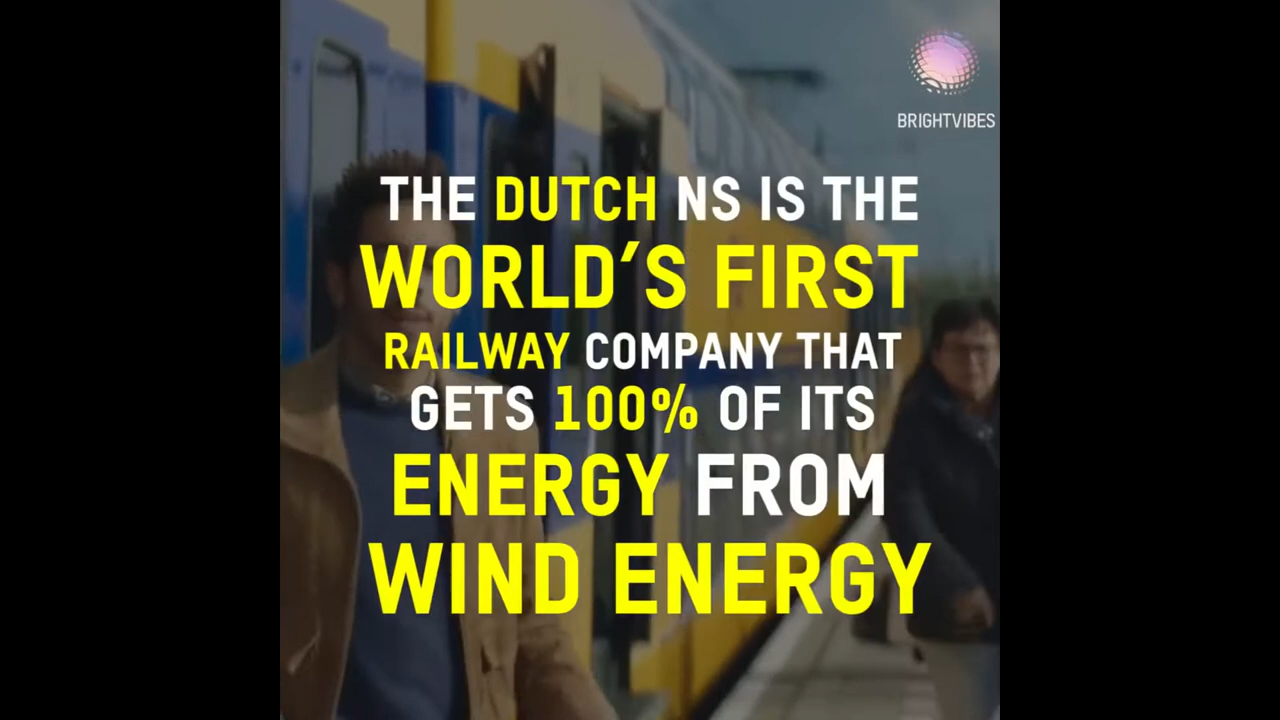 BRIGHTVIBES
THE DUTCH NS IS THE
WORLD'S FIRST
RAILWAY COMPANY THAT
GETS 100% OF ITS
ENERGY FROM
WIND ENERGY